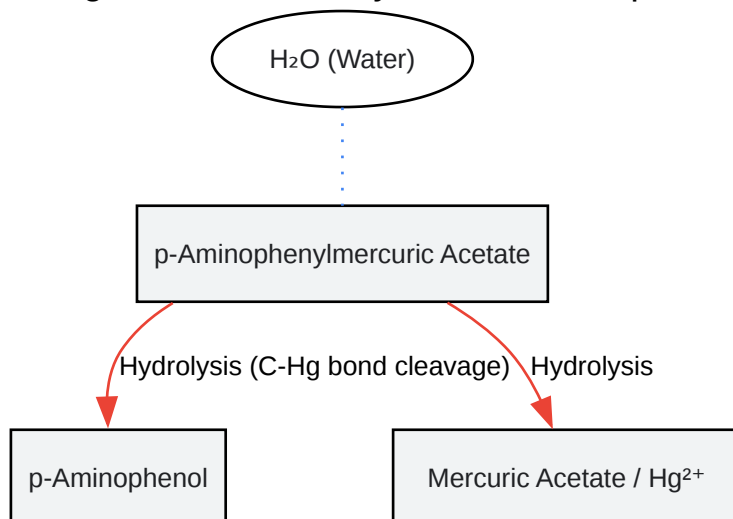 H₂O (Water)
p-Aminophenylmercuric Acetate
Hydrolysis (C-Hg bond cleavage)
Hydrolysis
p-Aminophenol
Mercuric Acetate / Hg²⁺